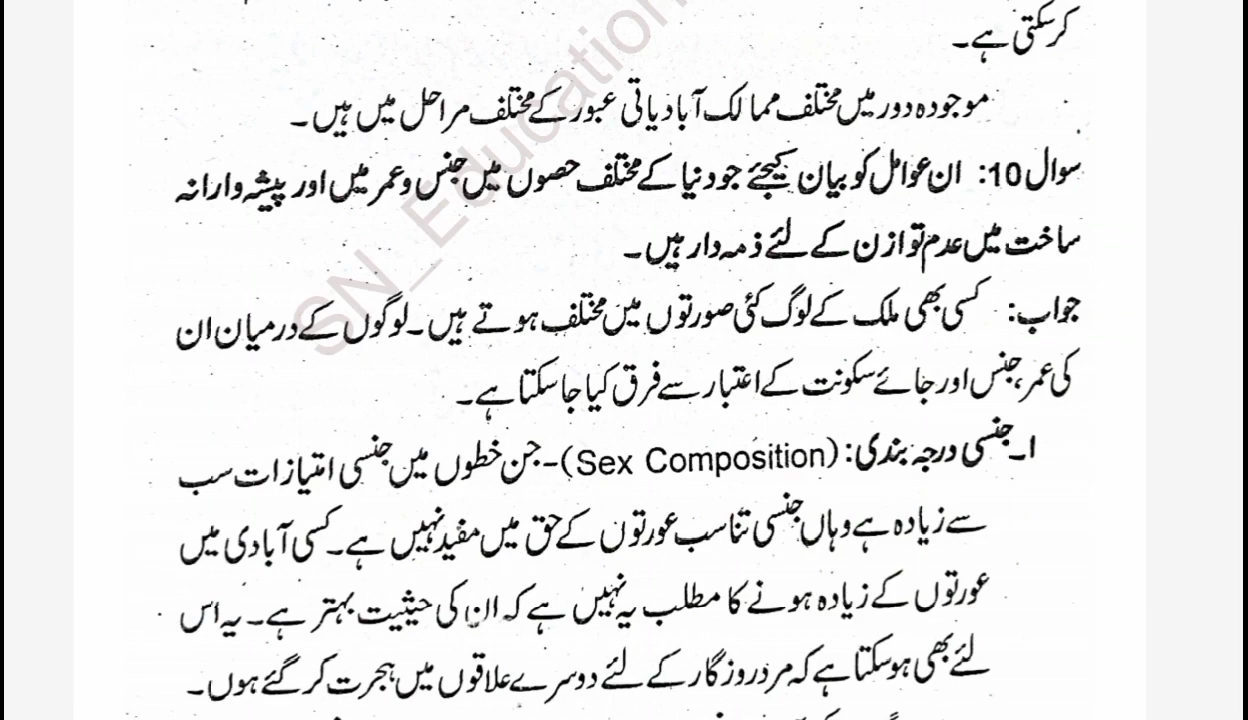 کرسکتی ہے۔
موجودہ دور میں مختلف ممالک آبادیاتی عبور کے مختلف مراحل میں ہیں۔
سوال 10: ان عوامل کو بیان کیجئے جو دنیا کے مختلف حصوں میں جنس و عمر میں اور پیشہ وارانہ
ساخت میں عدم توازن کے لئے ذمہ دار ہیں۔
جواب: کسی بھی ملک کے لوگ کئی صورتوں میں مختلف ہوتے ہیں۔ لوگوں کے درمیان ان
کی عمر، جنس اور جائے سکونت کے اعتبار سے فرق کیا جاسکتا ہے۔
۱۔ جنسی درجہ بندی: (Sex Composition)- جن خطوں میں جنسی امتیازات سب
سے زیادہ ہے وہاں جنسی تناسب عورتوں کے حق میں مفید نہیں ہے۔ کسی آبادی میں
عورتوں کے زیادہ ہونے کا مطلب یہ نہیں ہے کہ ان کی حیثیت بہتر ہے۔ یہ اس
لئے بھی ہوسکتا ہے کہ مرد روزگار کے لئے دوسرے علاقوں میں ہجرت کر گئے ہوں۔
SN_Education